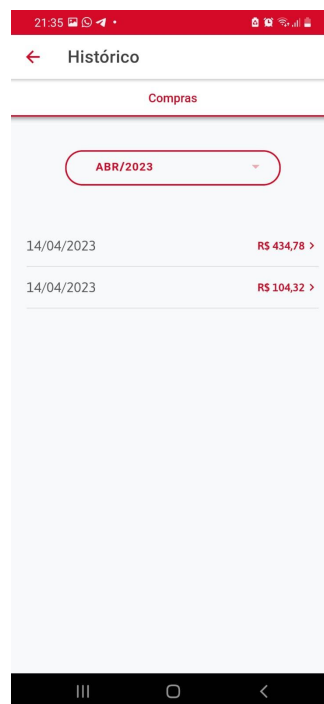 21:35
Histórico
Compras
ABR/2023
14/04/2023 R$ 434,78
14/04/2023 R$ 104,32